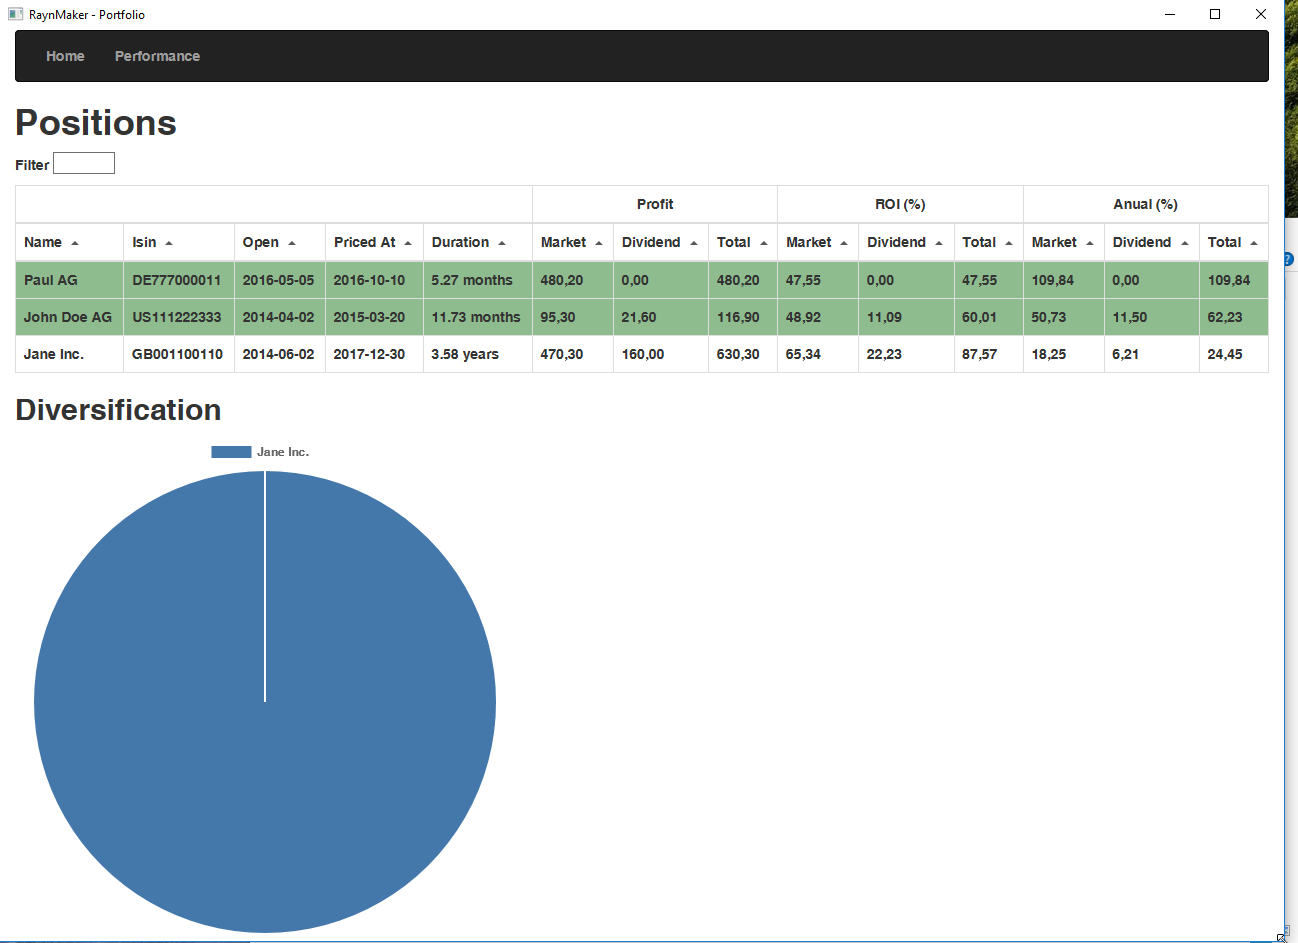 RaynMaker - Portfolio
Home Performance
Positions
Filter
Profit ROI (%) Anual (%)
Name Isin Open Priced At Duration Market Dividend Total Market Dividend Total Market Dividend Total
Paul AG DE777000011 2016-05-05 2016-10-10 5.27 months 480,20 0,00 480,20 47,55 0,00 47,55 109,84 0,00 109,84
John Doe AG US111222333 2014-04-02 2015-03-20 11.73 months 95,30 21,60 116,90 48,92 11,09 60,01 50,73 11,50 62,23
Jane Inc. GB001100110 2014-06-02 2017-12-30 3.58 years 470,30 160,00 630,30 65,34 22,23 87,57 18,25 6,21 24,45
Diversification
Jane Inc.